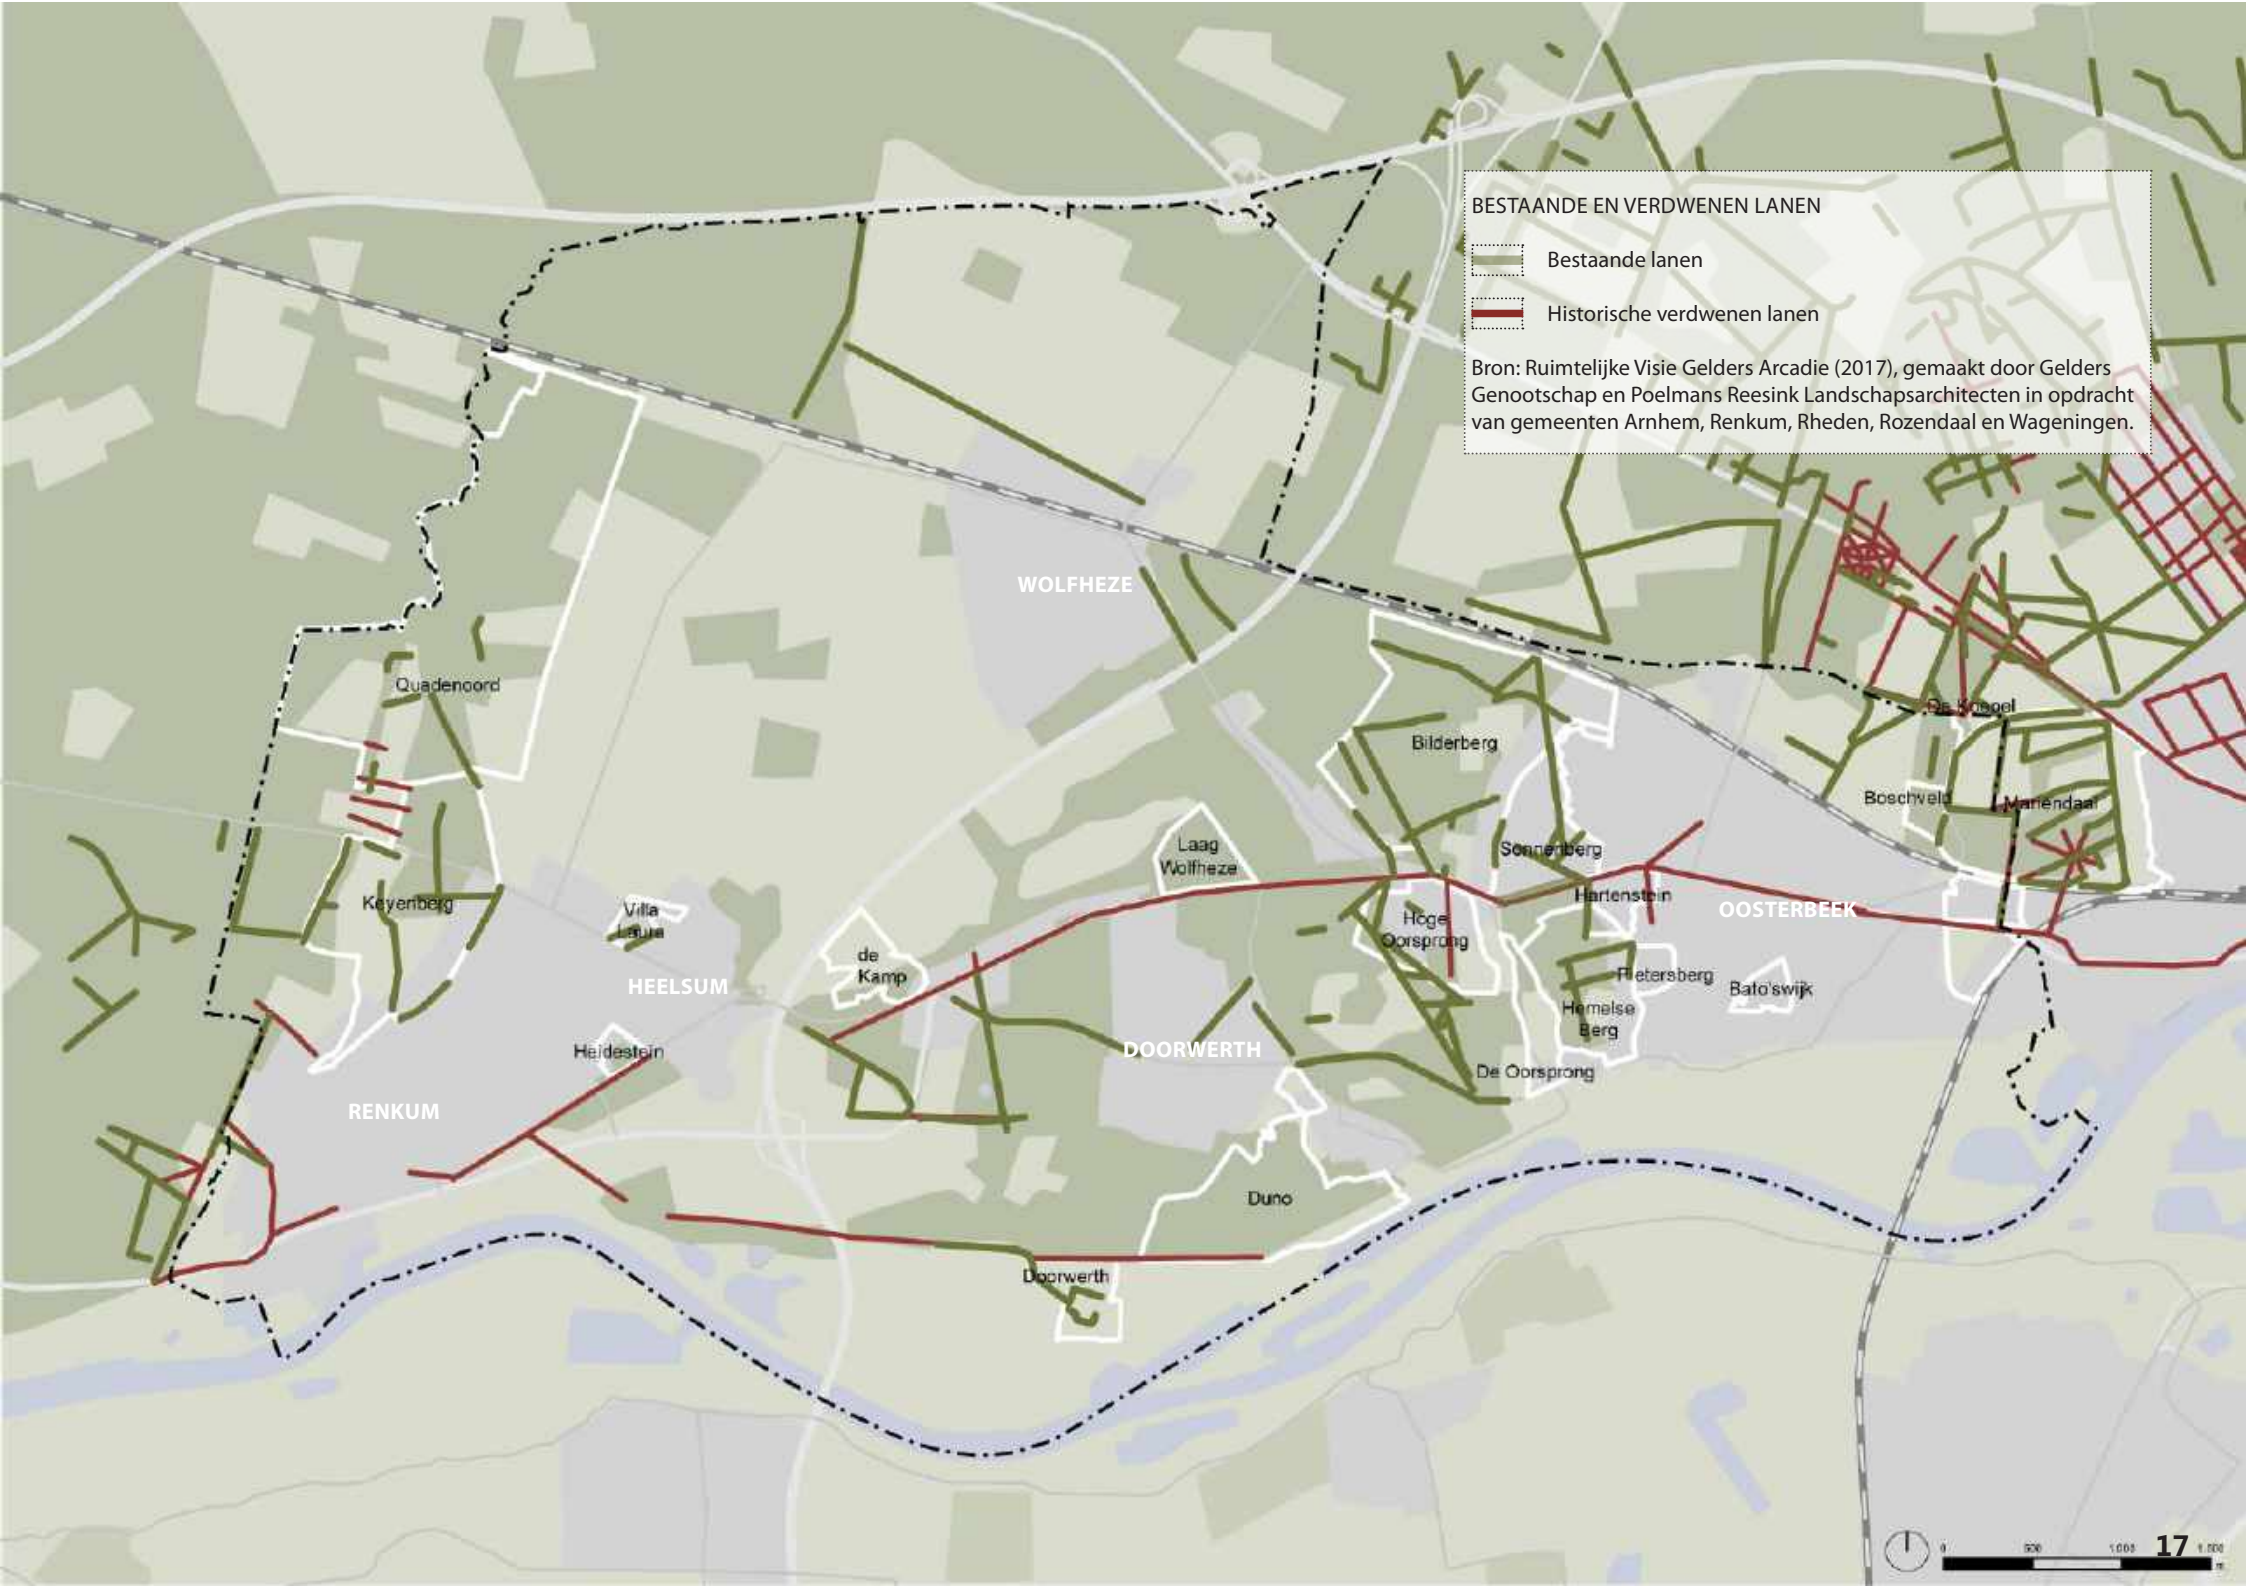 BESTAANDE EN VERDWENEN LANEN
Bestaande lanen
Historische verdwenen lanen
Bron: Ruimtelijke Visie Gelders Arcadie (2017), gemaakt door Gelders
Genootschap en Poelmans Reesink Landschapsarchitecten in opdracht
van gemeenten Arnhem, Renkum, Rheden, Rozendaal en Wageningen.
WOLFHEZE
Quadenoord
De Koepel
Bilderberg
Boschveld
Mariendaal
Laag
Wolfheze
Sonnenberg
Keyenberg
Villa
Laura
Hartenstein
OOSTERBEEK
Hoge
Oorsprong
de
Kamp
HEELSUM
Pietersberg
Bato'swijk
Hemelse
Berg
Heidestein
DOORWERTH
De Oorsprong
RENKUM
Duno
Doorwerth
0 500 1.000 1.500
m
17